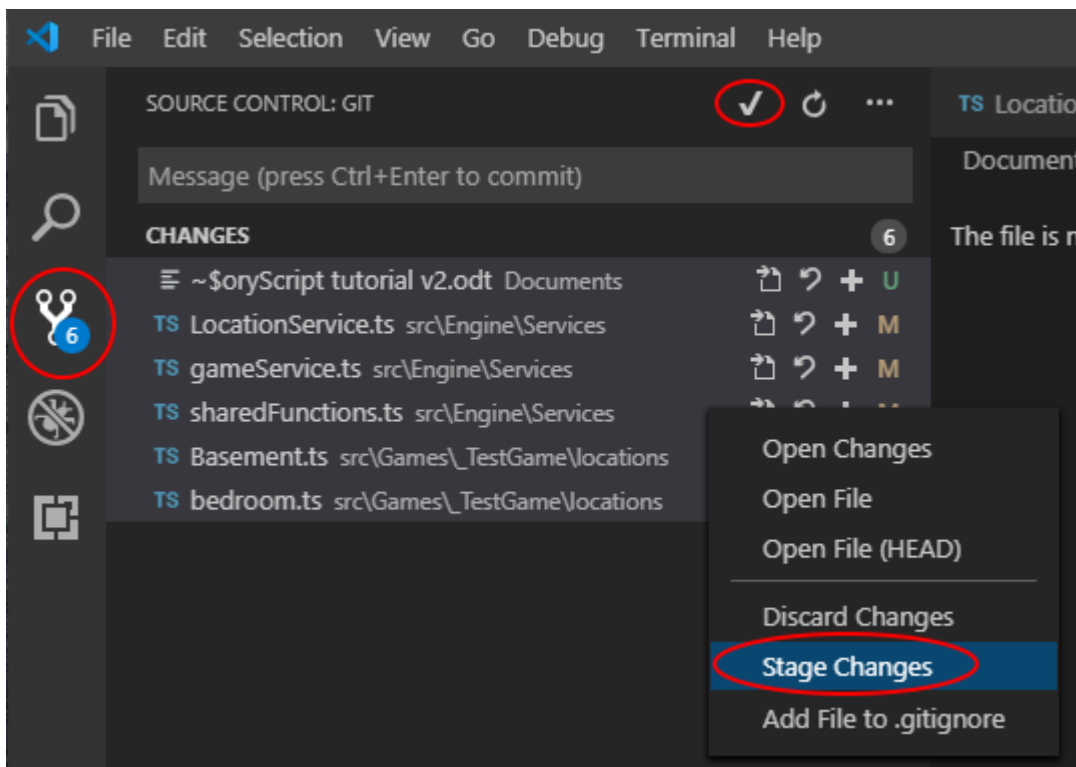 File Edit Selection View Go Debug Terminal Help
SOURCE CONTROL: GIT
TS Locatio
Message (press Ctrl+Enter to commit)
Document
CHANGES 6
The file is
~$oryScript tutorial v2.odt Documents U
TS LocationService.ts src\Engine\Services M
6
TS gameService.ts src\Engine\Services M
TS sharedFunctions.ts src\Engine\Services
TS Basement.ts src\Games\_TestGame\locations
TS bedroom.ts src\Games\_TestGame\locations
Open Changes
Open File
Open File (HEAD)
Discard Changes
Stage Changes
Add File to .gitignore